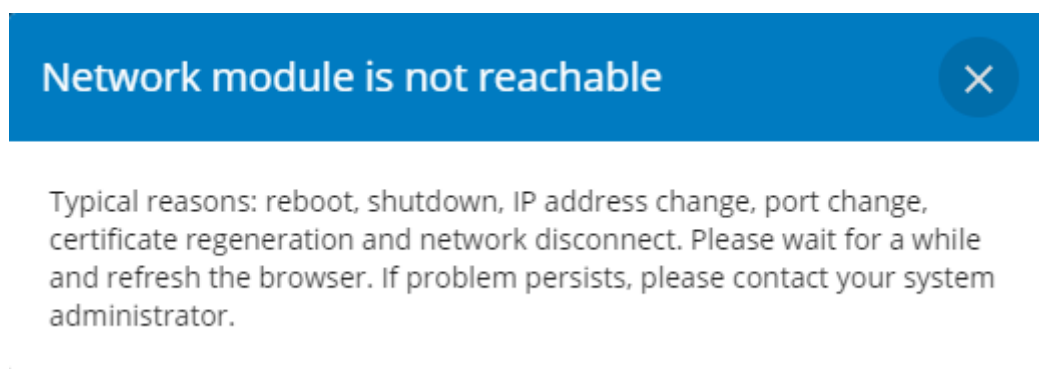 Network module is not reachable
Typical reasons: reboot, shutdown, IP address change, port change,
certificate regeneration and network disconnect. Please wait for a while
and refresh the browser. If problem persists, please contact your system
administrator.